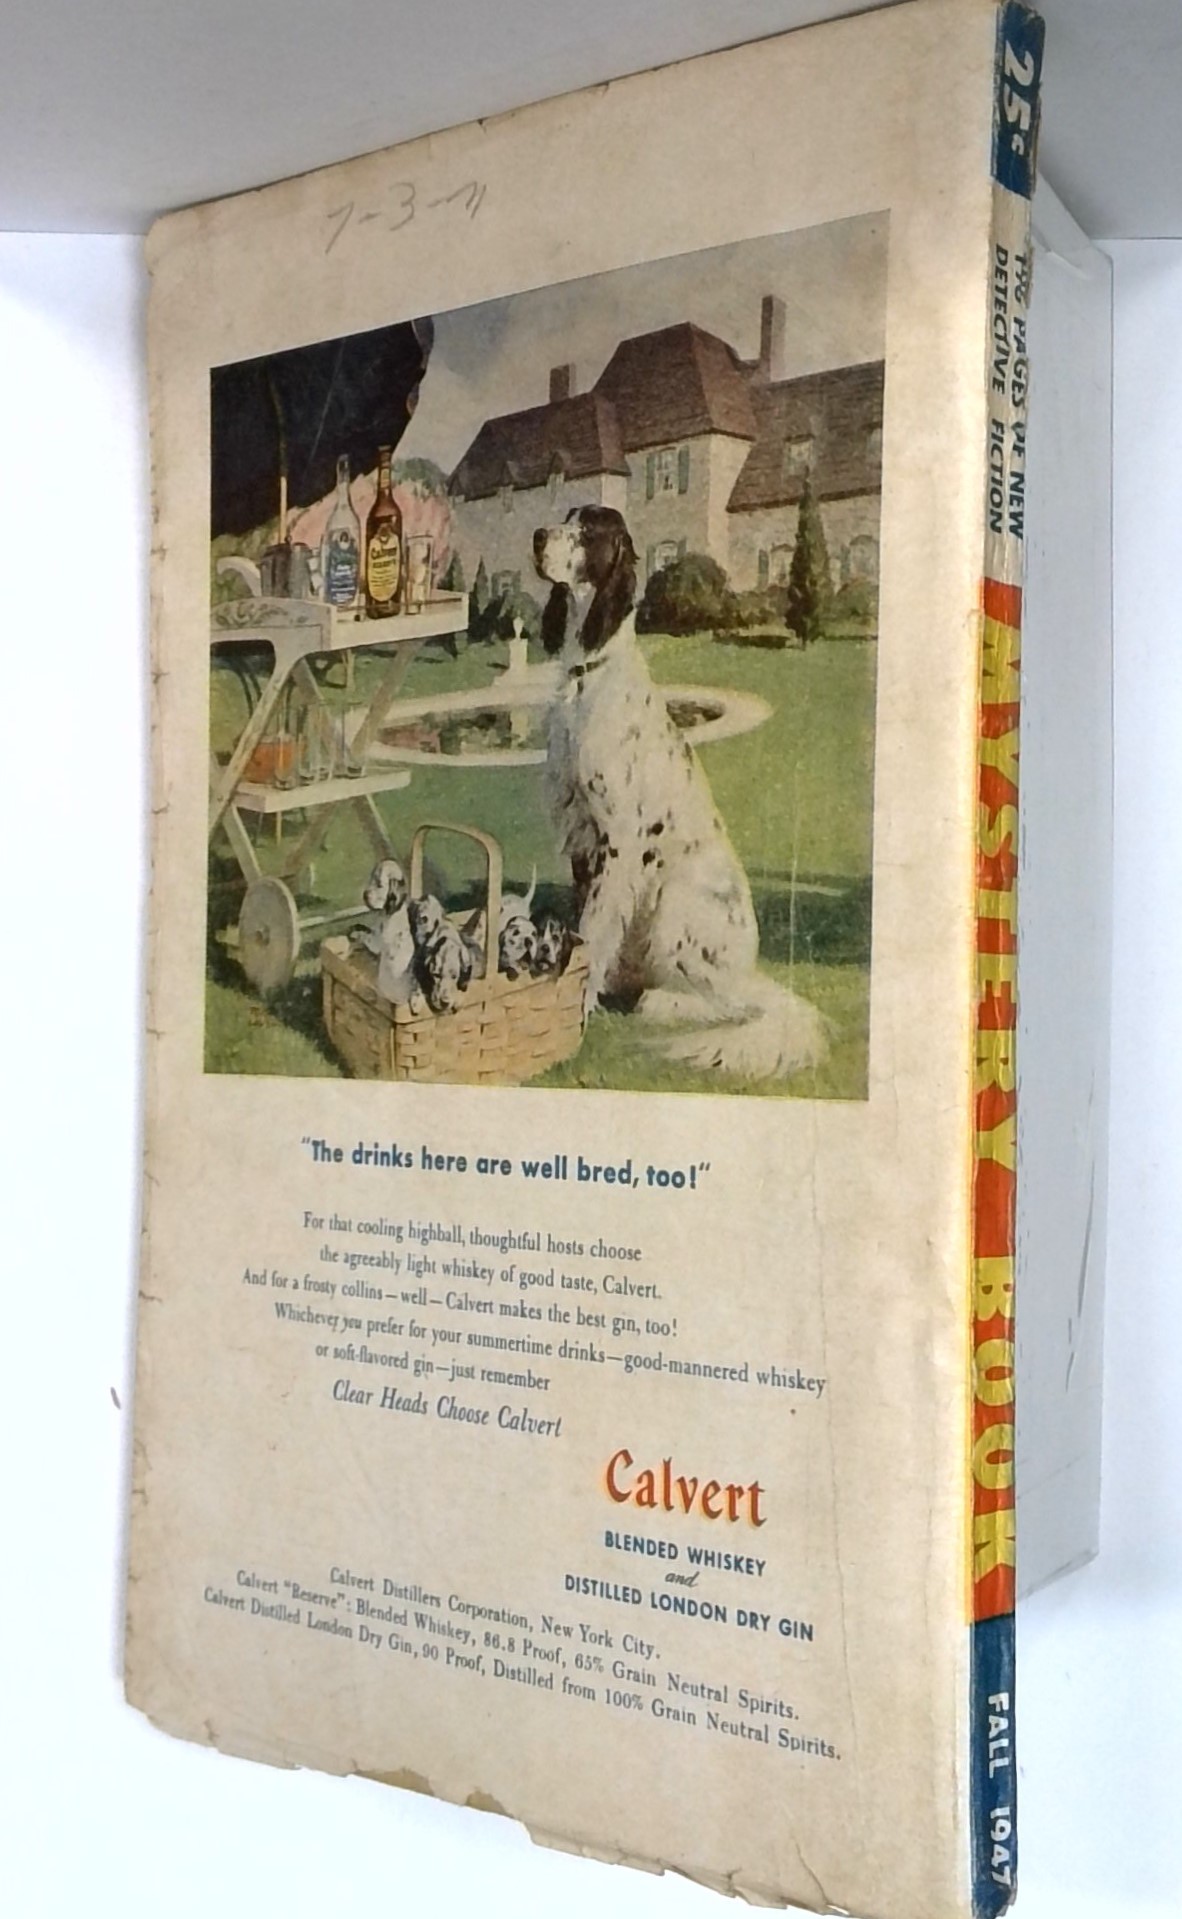 7-3-71
"The drinks here are well bred, too!"
For that cooling highball, thoughtful hosts choose
the agreeably light whiskey of good taste, Calvert.
And for a frosty collins—well—Calvert makes the best gin, too!
Whichever you prefer for your summertime drinks—good-mannered whiskey
or soft-flavored gin—just remember
Clear Heads Choose Calvert
Calvert
BLENDED WHISKEY
and
DISTILLED LONDON DRY GIN
Calvert Distillers Corporation, New York City.
Calvert "Reserve": Blended Whiskey, 86.8 Proof, 65% Grain Neutral Spirits.
Calvert Distilled London Dry Gin, 90 Proof, Distilled from 100% Grain Neutral Spirits.
Calvert
25¢
PAGES OF NEW
DETECTIVE FICTION
MYSTERY BOOK
FALL 1947